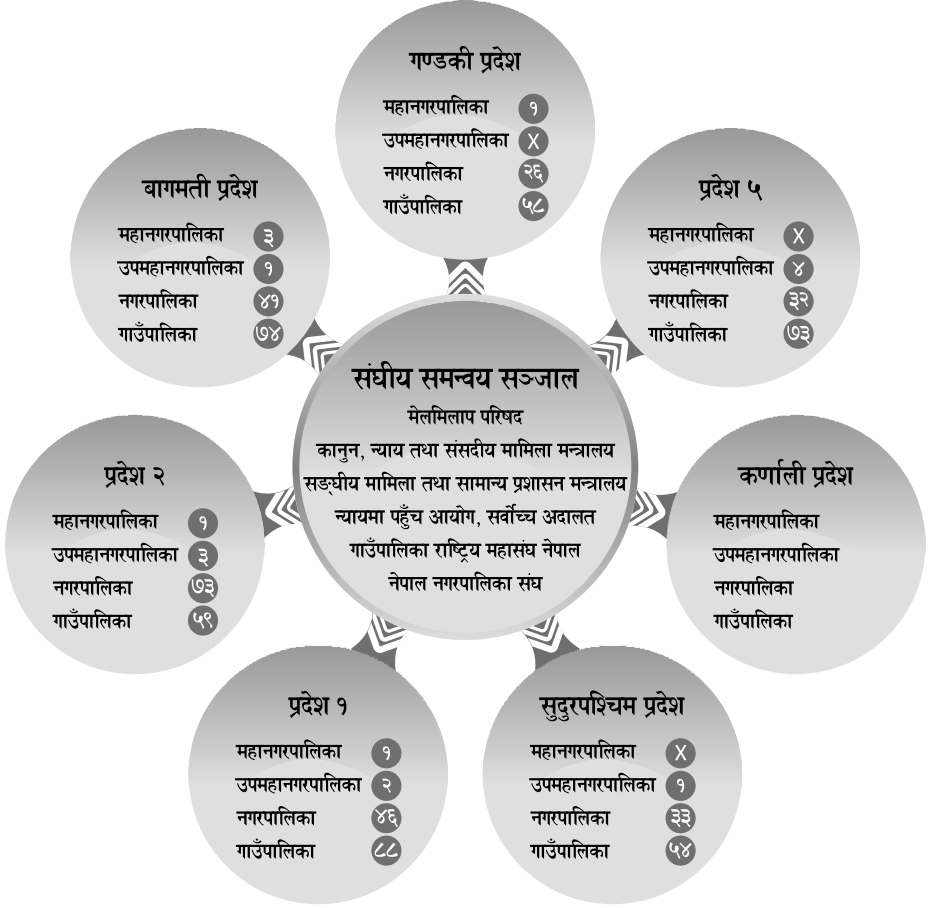 गण्डकी प्रदेश
महानगरपालिका १
उपमहानगरपालिका X
नगरपालिका २६
गाउँपालिका ५८
बागमती प्रदेश
महानगरपालिका ३
उपमहानगरपालिका १
नगरपालिका ४१
गाउँपालिका ७४
प्रदेश ५
महानगरपालिका X
उपमहानगरपालिका ४
नगरपालिका ३२
गाउँपालिका ७३
संघीय समन्वय सञ्जाल
मेलमिलाप परिषद
कानुन, न्याय तथा संसदीय मामिला मन्त्रालय
सङ्घीय मामिला तथा सामान्य प्रशासन मन्त्रालय
न्यायमा पहुँच आयोग, सर्वोच्च अदालत
गाउँपालिका राष्ट्रिय महासंघ नेपाल
नेपाल नगरपालिका संघ
प्रदेश २
महानगरपालिका १
उपमहानगरपालिका ३
नगरपालिका ७३
गाउँपालिका ५९
कर्णाली प्रदेश
महानगरपालिका
उपमहानगरपालिका
नगरपालिका
गाउँपालिका
प्रदेश १
महानगरपालिका १
उपमहानगरपालिका २
नगरपालिका ४६
गाउँपालिका ८८
सुदुरपश्चिम प्रदेश
महानगरपालिका X
उपमहानगरपालिका १
नगरपालिका ३३
गाउँपालिका ५४